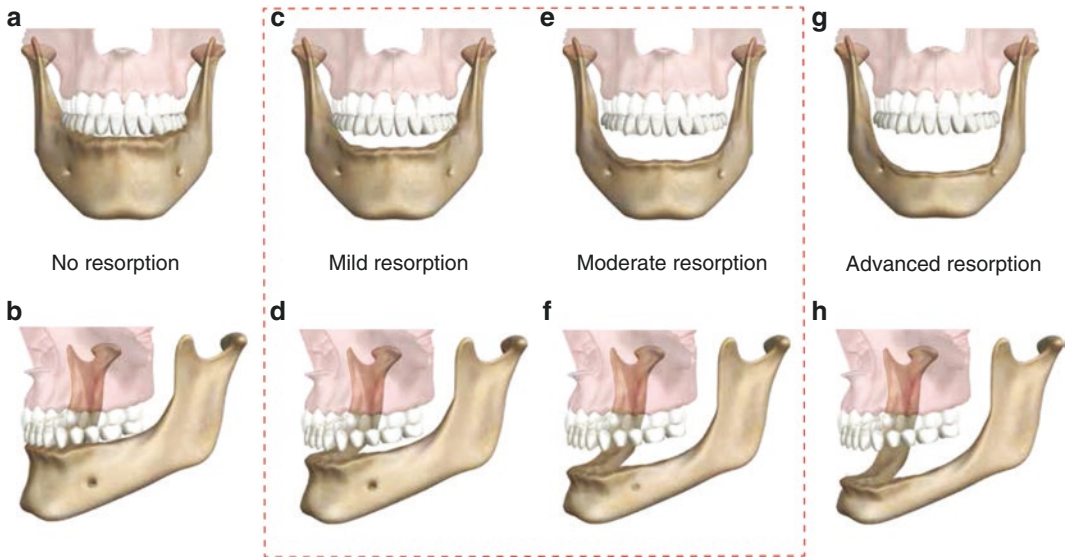 a
c
e
g
No resorption
Mild resorption
Moderate resorption
Advanced resorption
b
d
f
h